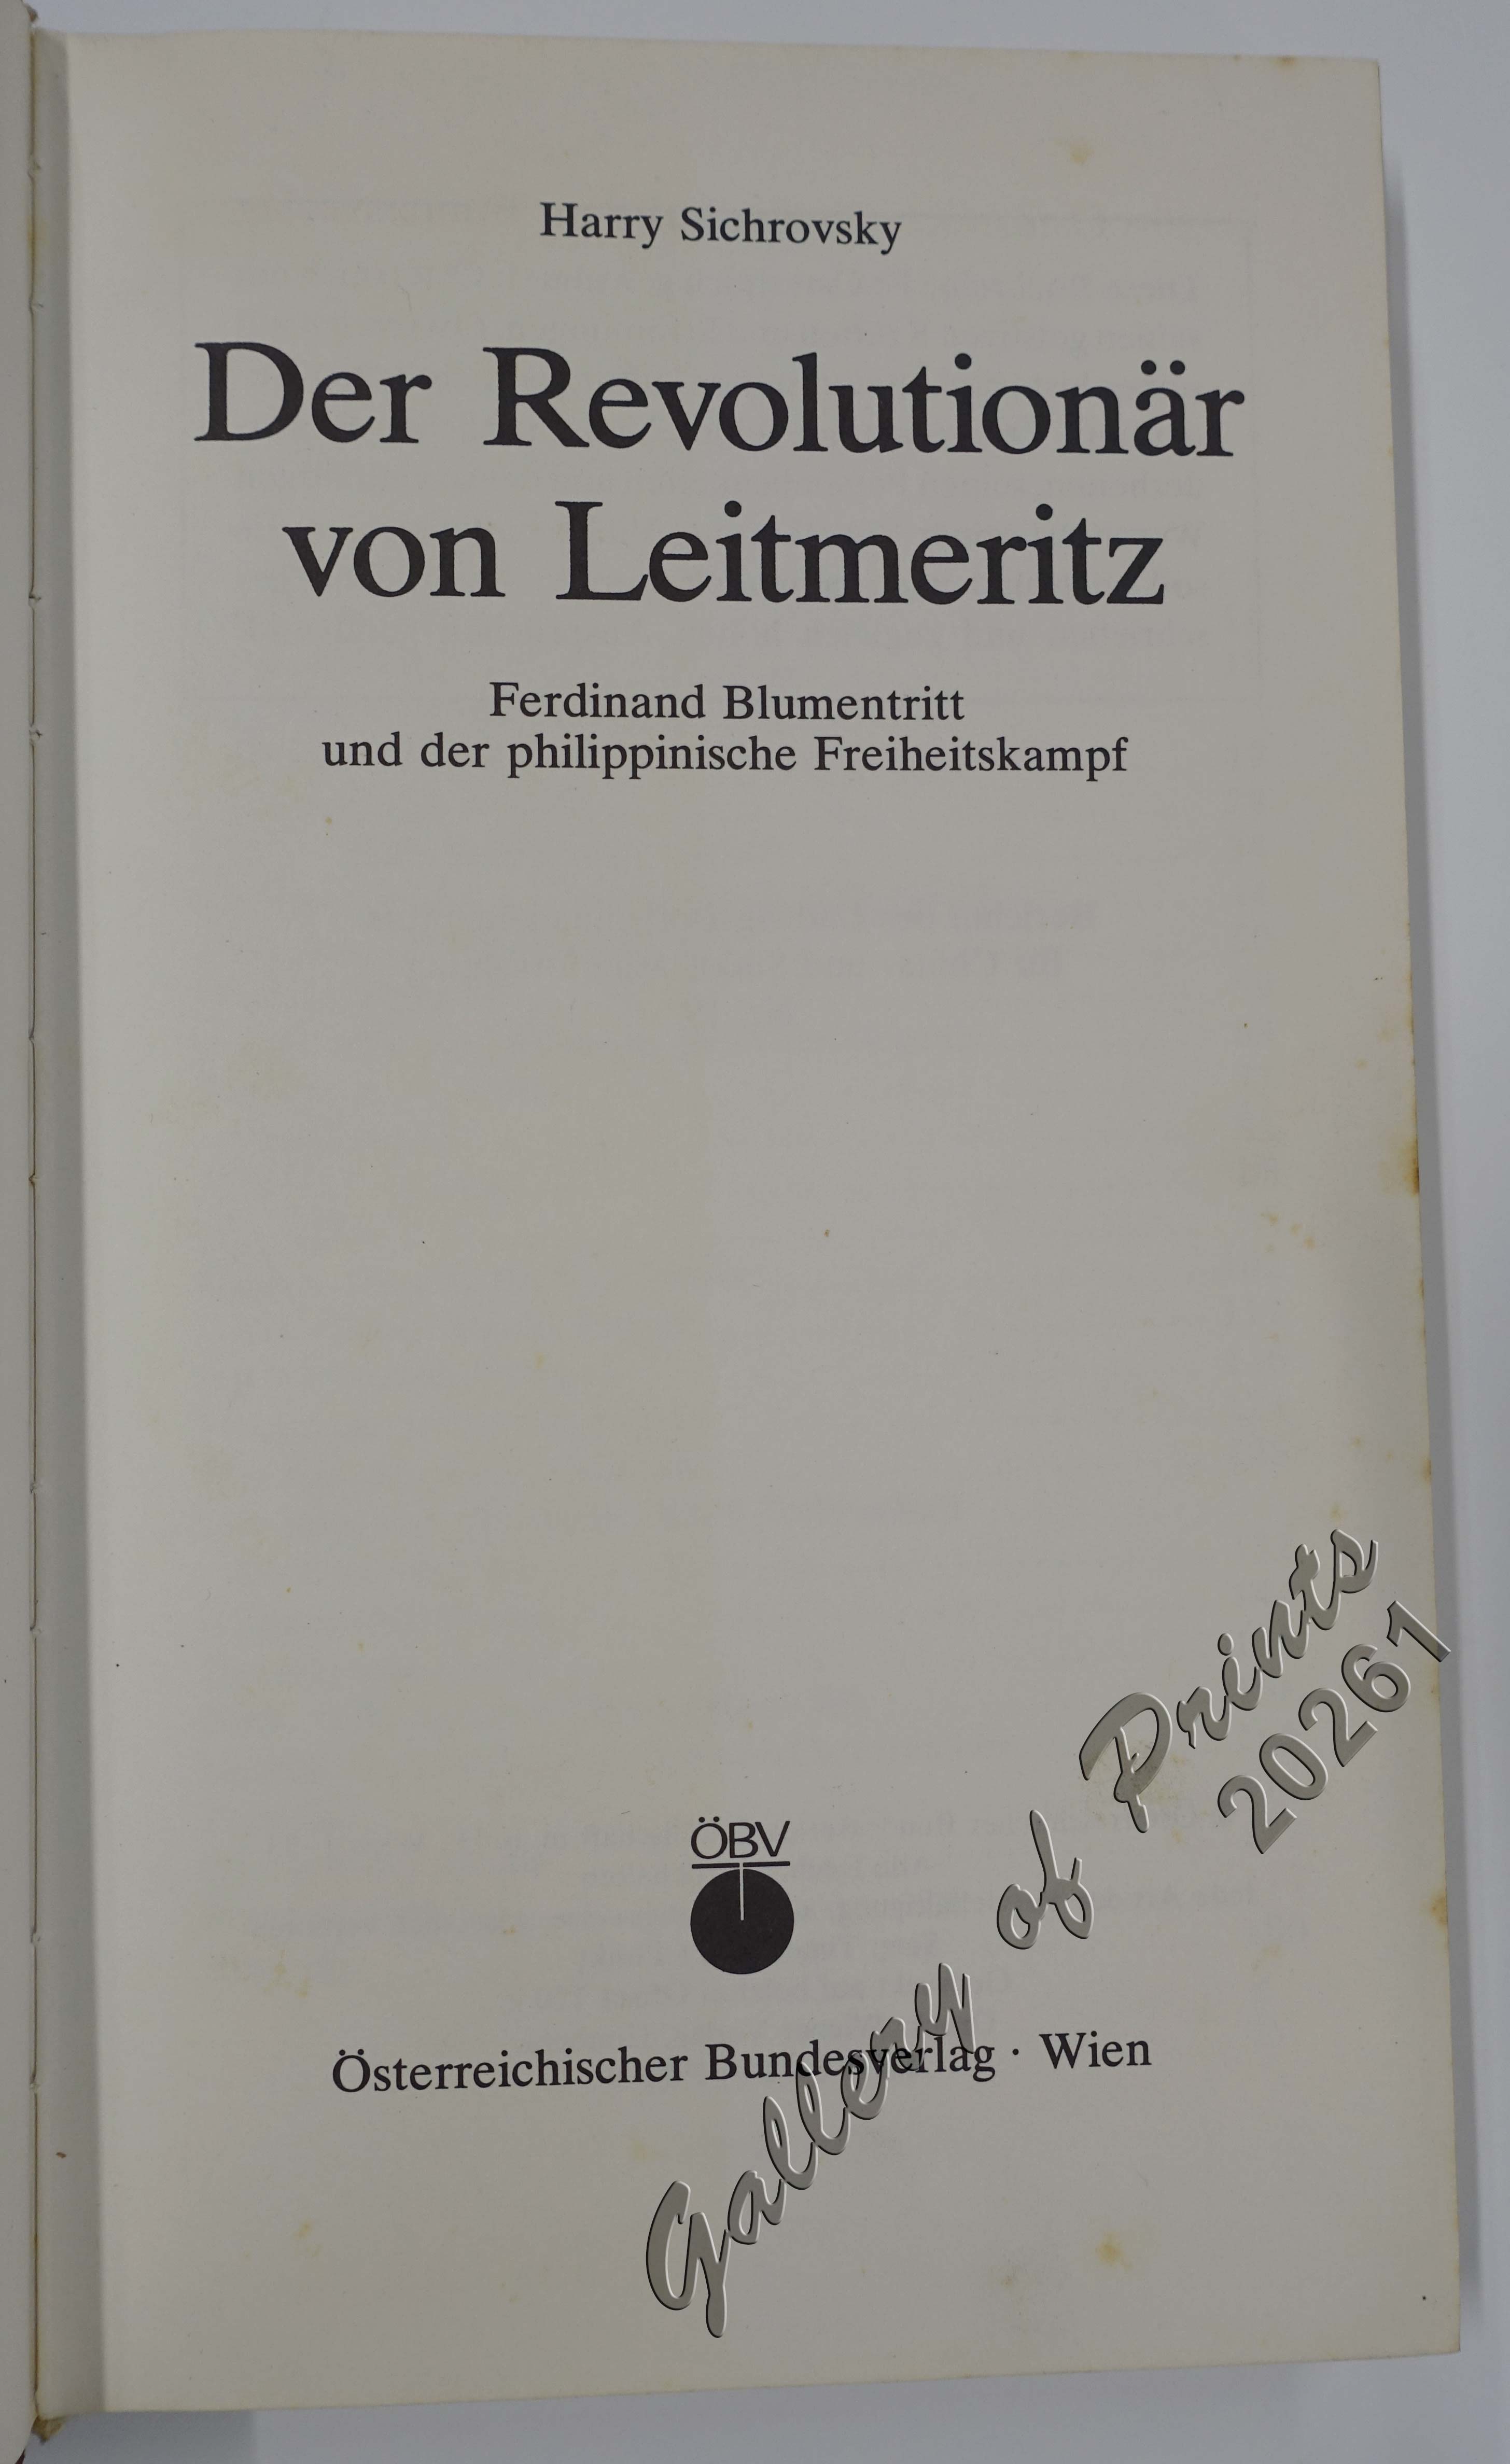 Harry Sichrovsky
Der Revolutionär
von Leitmeritz
Ferdinand Blumentritt
und der philippinische Freiheitskampf
ÖBV
Österreichischer Bundesverlag · Wien
Gallery of Prints
20261